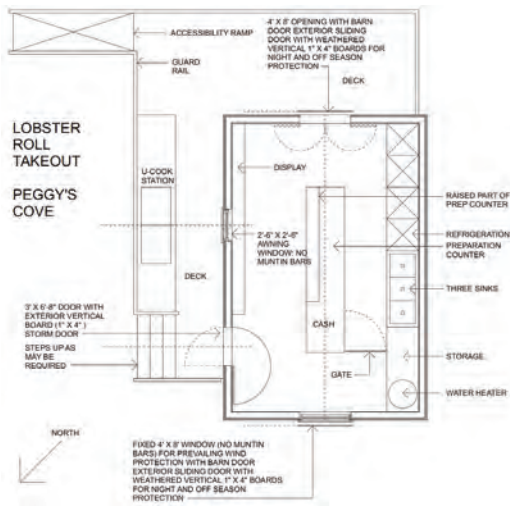 ACCESSIBILITY RAMP
GUARD
RAIL
4' X 8' OPENING WITH BARN
DOOR EXTERIOR SLIDING
DOOR WITH WEATHERED
VERTICAL 1" X 4" BOARDS FOR
NIGHT AND OFF SEASON
PROTECTION
DECK
LOBSTER
ROLL
TAKEOUT
PEGGY'S
COVE
U-COOK
STATION
DISPLAY
2'-6" X 2'-6"
AWNING
WINDOW: NO
MUNTIN BARS
DECK
RAISED PART OF
PREP COUNTER
REFRIGERATION
PREPARATION
COUNTER
THREE SINKS
3' X 6'-8" DOOR WITH
EXTERIOR VERTICAL
BOARD (1" X 4" )
STORM DOOR
STEPS UP AS
MAY BE
REQUIRED
CASH
GATE
STORAGE
WATER HEATER
NORTH
FIXED 4' X 8' WINDOW (NO MUNTIN
BARS) FOR PREVAILING WIND
PROTECTION WITH BARN DOOR
EXTERIOR SLIDING DOOR WITH
WEATHERED VERTICAL 1" X 4" BOARDS
FOR NIGHT AND OFF SEASON
PROTECTION